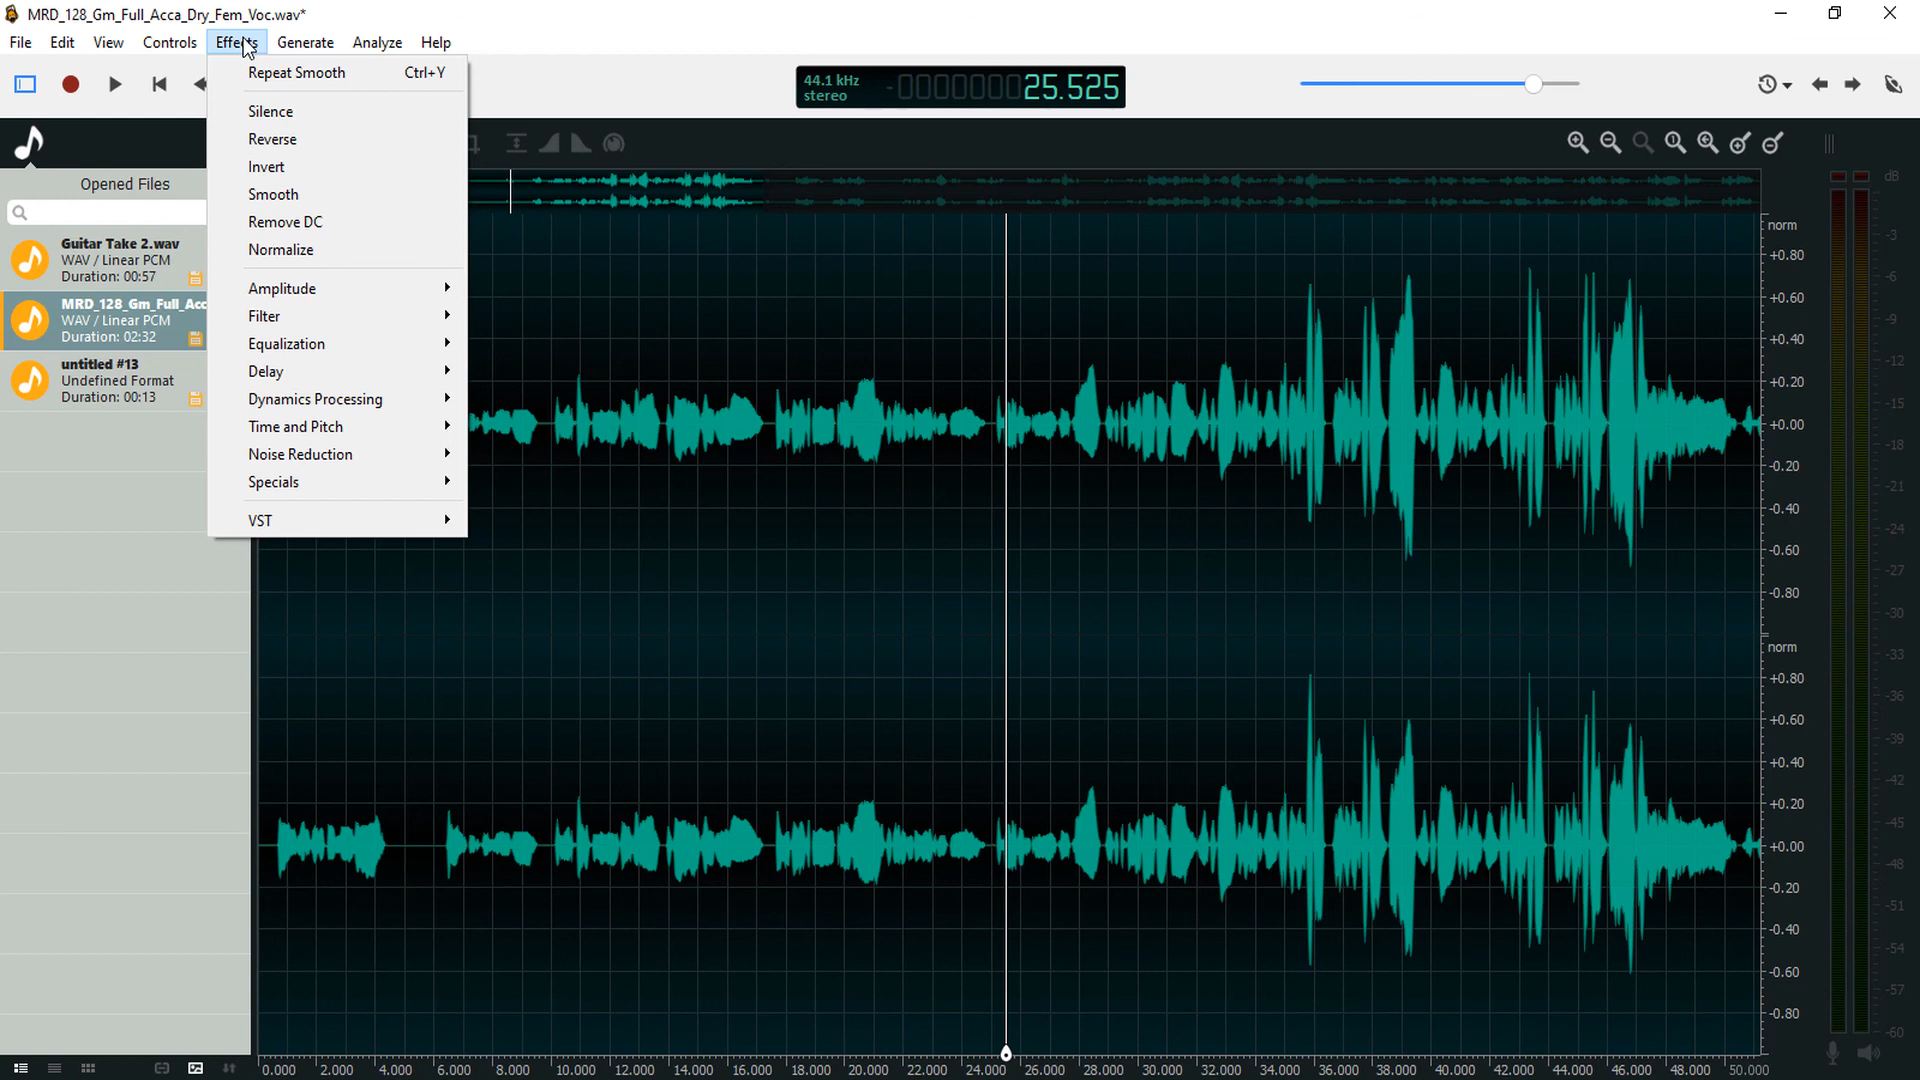 MRD_128_Gm_Full_Acca_Dry_Fem_Voc.wav*
File Edit View Controls Effects Generate Analyze Help
Repeat Smooth Ctrl+Y
44.1 kHz
stereo
-
25.525
Silence
Reverse
Invert
Smooth
Remove DC
Normalize
Amplitude
Filter
Equalization
Delay
Dynamics Processing
Time and Pitch
Noise Reduction
Specials
VST
Opened Files
Guitar Take 2.wav
WAV / Linear PCM
Duration: 00:57
MRD_128_Gm_Full_Acc
WAV / Linear PCM
Duration: 02:32
untitled #13
Undefined Format
Duration: 00:13
norm
+0.80
+0.60
+0.40
+0.20
+0.00
-0.20
-0.40
-0.60
-0.80
norm
+0.80
+0.60
+0.40
+0.20
+0.00
-0.20
-0.40
-0.60
-0.80
dB
-3
-6
-9
-12
-15
-18
-21
-24
-27
-30
-33
-36
-39
-42
-45
-48
-51
-54
-57
-60
0.000 2.000 4.000 6.000 8.000 10.000 12.000 14.000 16.000 18.000 20.000 22.000 24.000 26.000 28.000 30.000 32.000 34.000 36.000 38.000 40.000 42.000 44.000 46.000 48.000 50.000